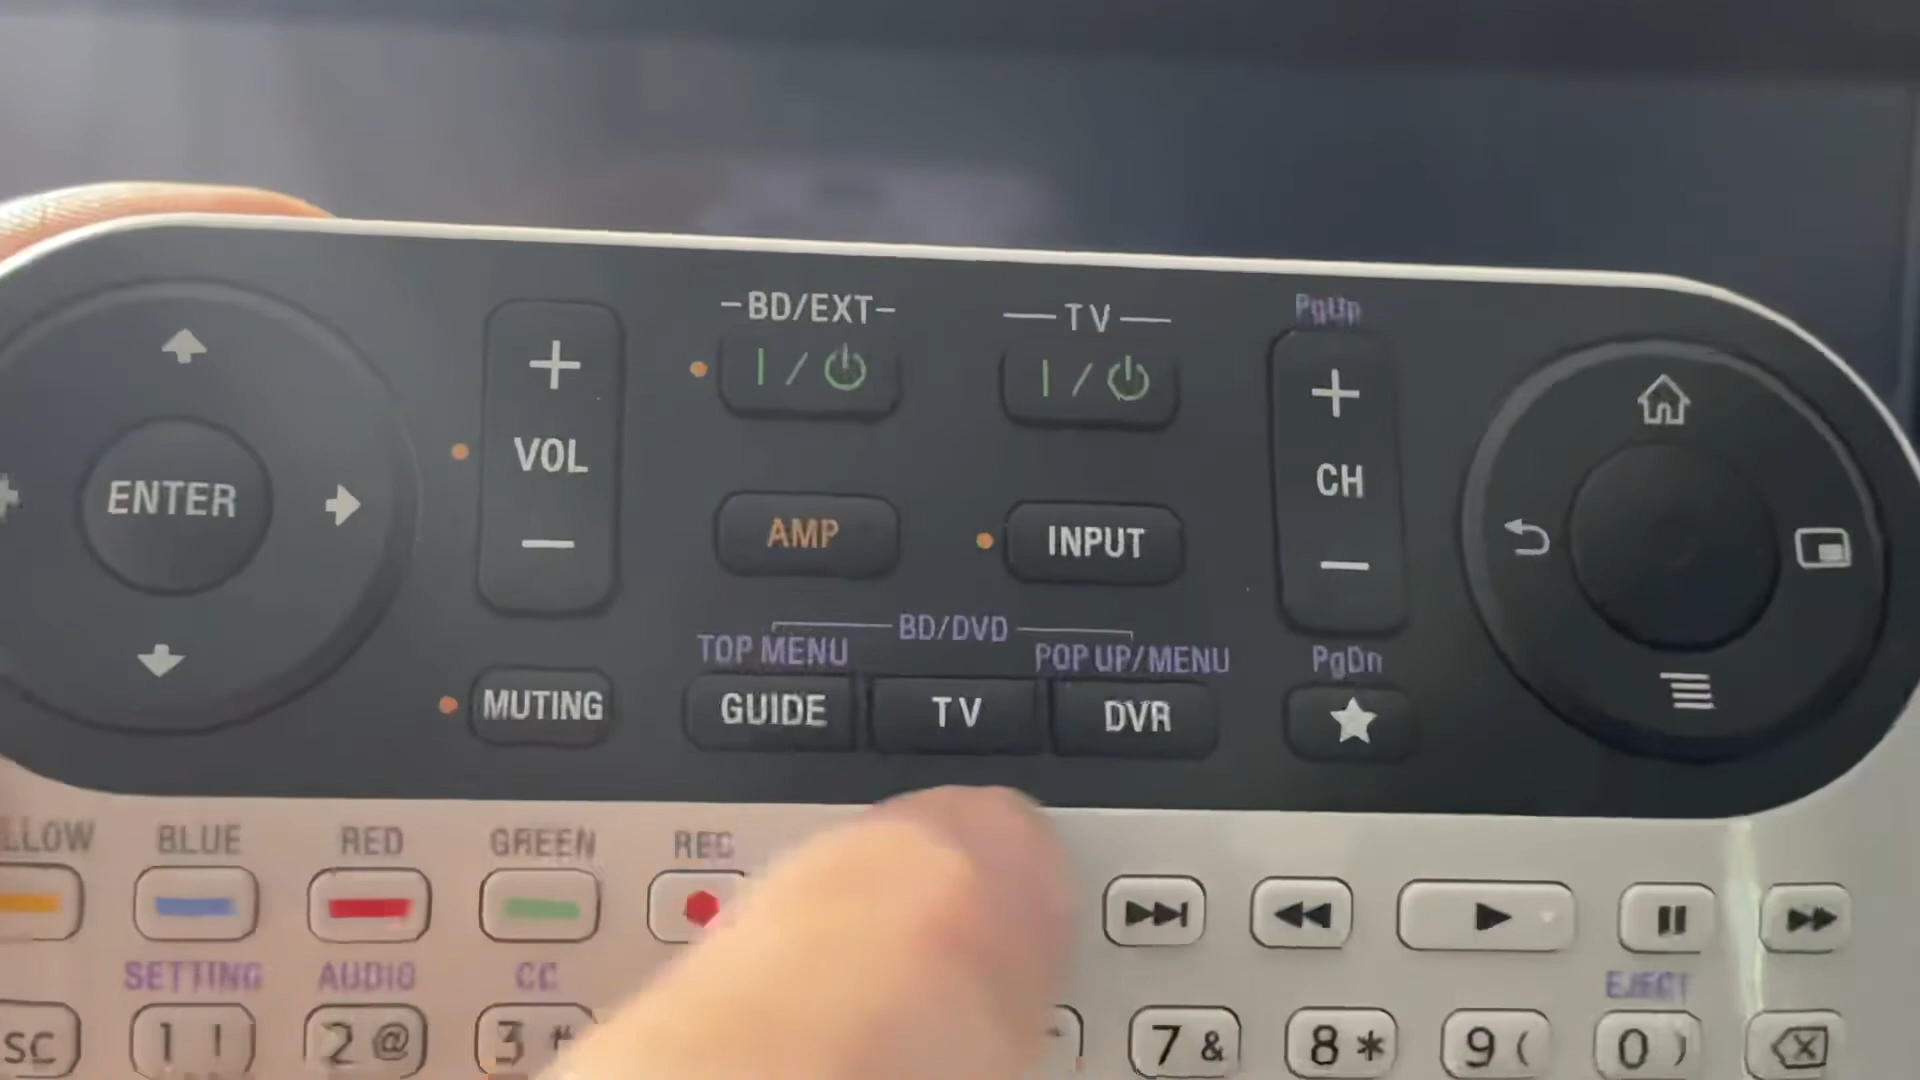 -BD/EXT-
TV
PgUp
+
VOL
-
I/
I/
+
CH
-
ENTER
AMP
INPUT
BD/DVD
TOP MENU
POP UP/MENU
PgDn
MUTING
GUIDE
TV
DVR
BLUE
RED
GREEN
REC
SETTING
AUDIO
CC
EJECT
1 !
2 @
3 #
7 &
8 *
9 (
0 )